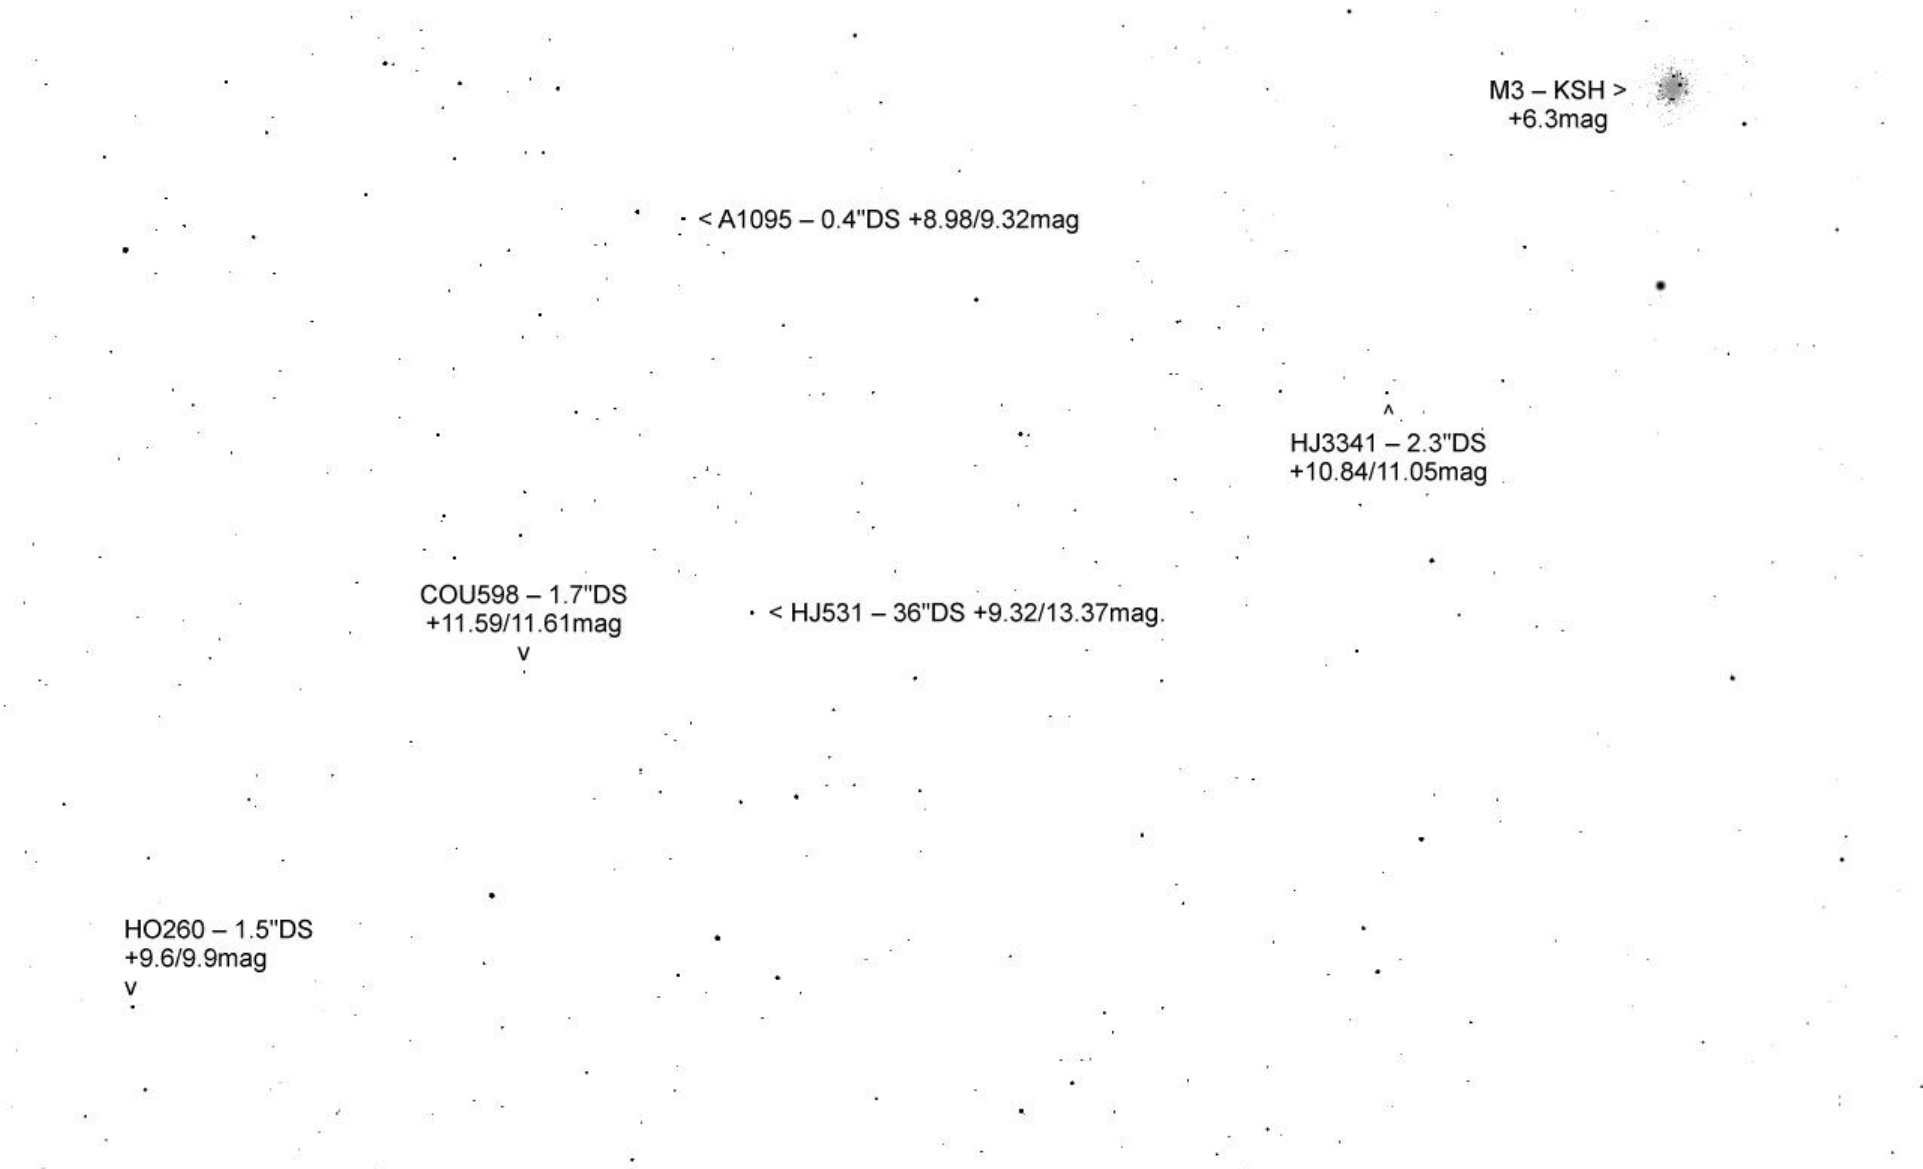 M3 – KSH >
+6.3mag
< A1095 – 0.4"DS +8.98/9.32mag
^
HJ3341 – 2.3"DS
+10.84/11.05mag
COU598 – 1.7"DS
+11.59/11.61mag
v
< HJ531 – 36"DS +9.32/13.37mag.
HO260 – 1.5"DS
+9.6/9.9mag
v